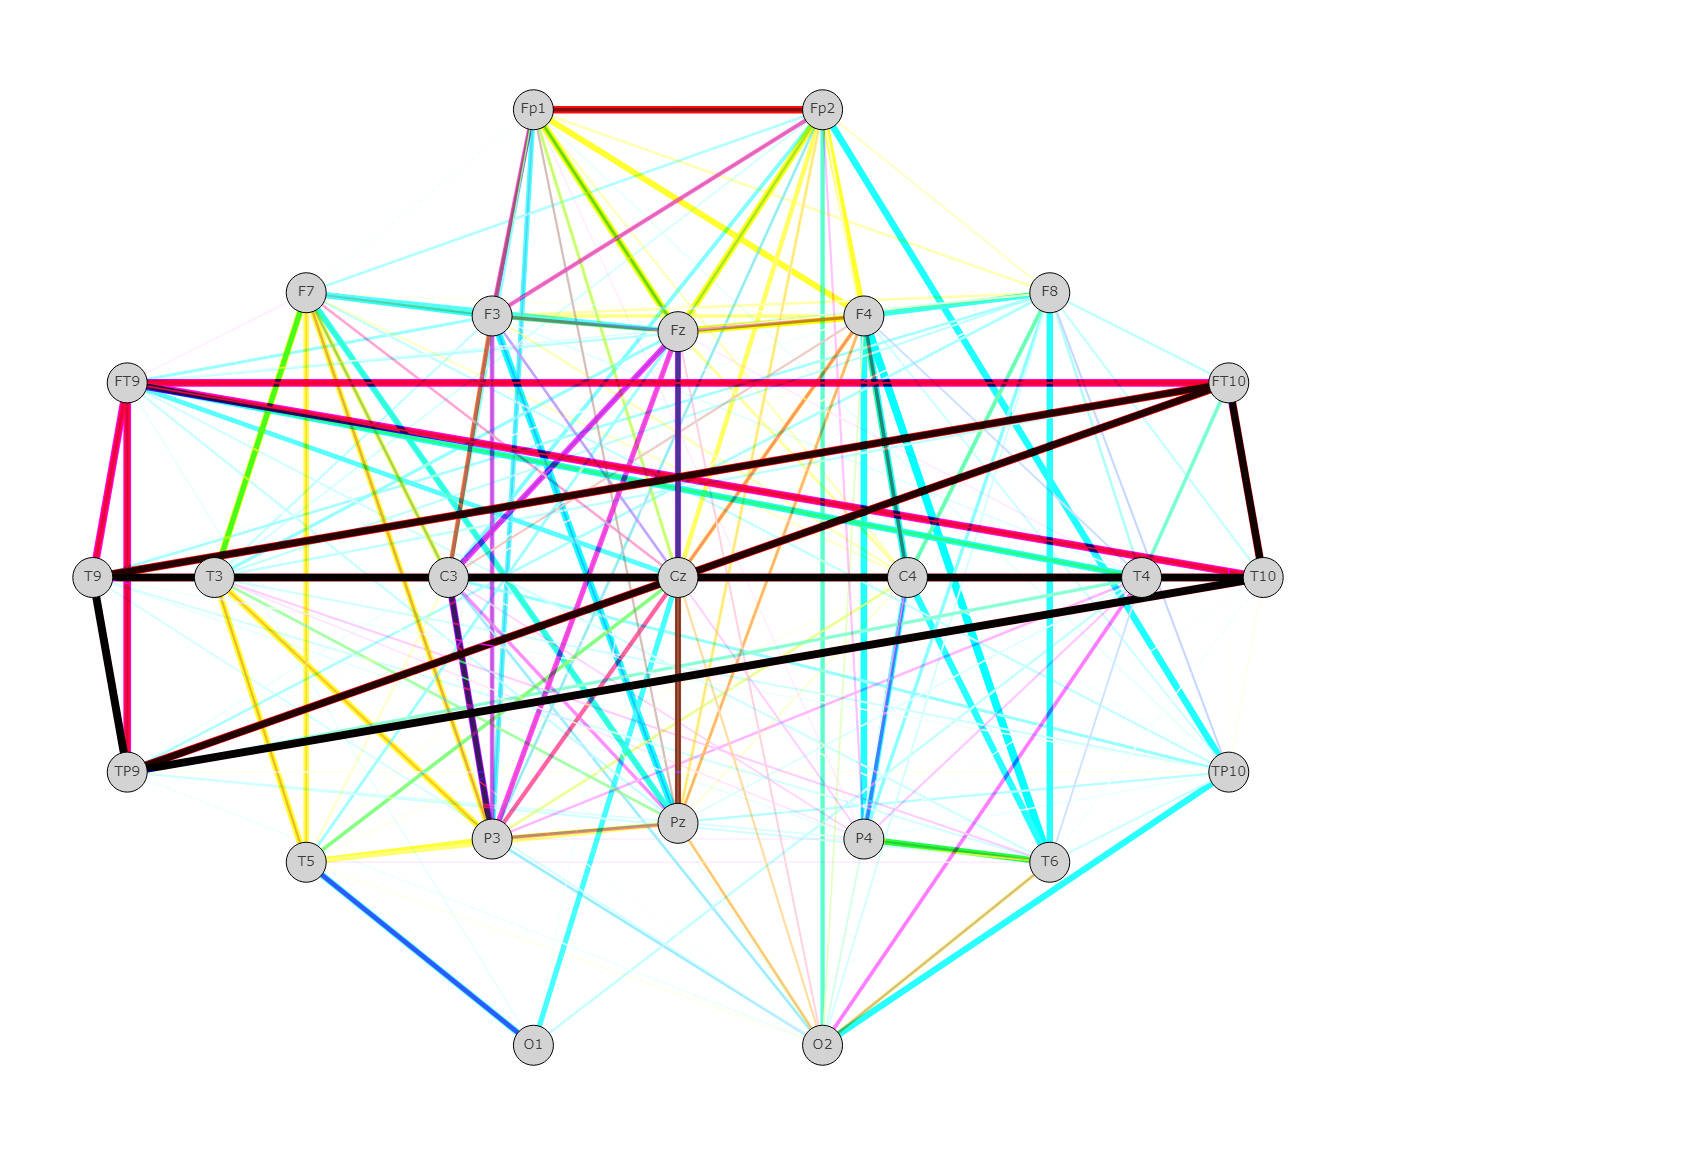 Fp1 Fp2
F7 F3 Fz F4 F8
FT9 FT10
T9 T3 C3 Cz C4 T4 T10
TP9 TP10
T5 P3 Pz P4 T6
O1 O2